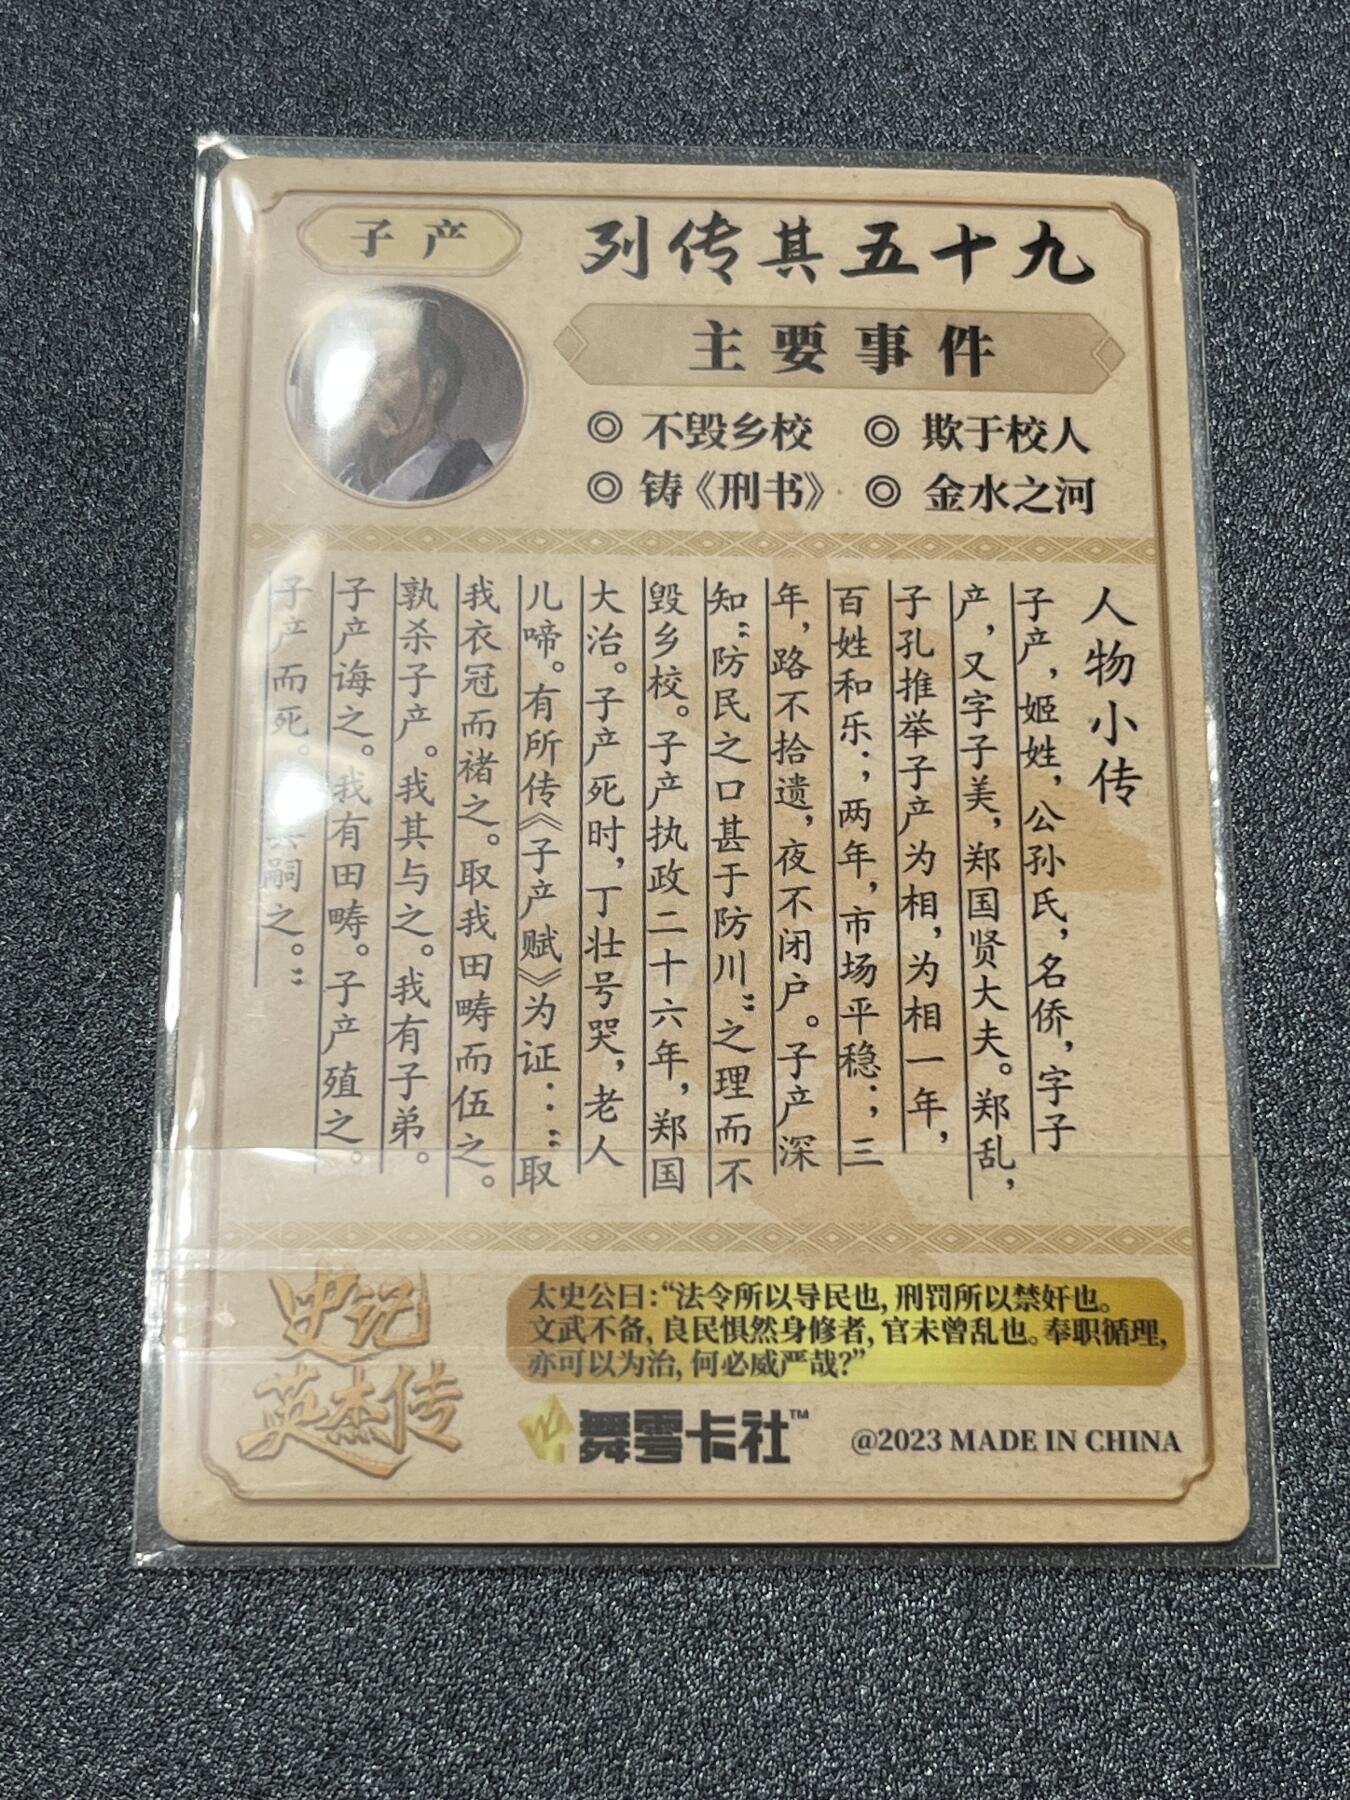 子产
列传其五十九
主要事件
◎ 不毁乡校 ◎ 欺于校人
◎ 铸《刑书》 ◎ 金水之河
人物小传
子产，姬姓，公孙氏，名侨，字子
产，又字子美，郑国贤大夫。郑乱，
子孔推举子产为相，为相一年，
百姓和乐；两年，市场平稳；三
年，路不拾遗，夜不闭户。子产深
知“防民之口甚于防川”之理而不
毁乡校。子产执政二十六年，郑国
大治。子产死时，丁壮号哭，老人
儿啼。有所传《子产赋》为证：“取
我衣冠而褚之。取我田畴而伍之。
孰杀子产。我其与之。我有子弟。
子产诲之。我有田畴。子产殖之。
子产而死。其嗣之。”
史记
英杰传
太史公曰：“法令所以导民也，刑罚所以禁奸也。
文武不备，良民惧然身修者，官未曾乱也。奉职循理，
亦可以为治，何必威严哉？”
舞雩卡社™ @2023 MADE IN CHINA